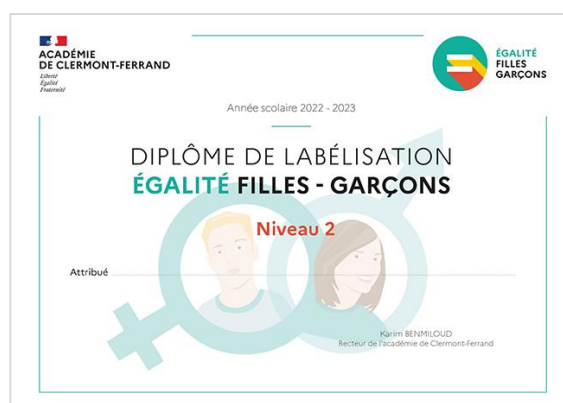 ACADÉMIE
DE CLERMONT-FERRAND
Liberté
Égalité
Fraternité
ÉGALITÉ
FILLES
GARÇONS
Année scolaire 2022 - 2023
DIPLÔME DE LABÉLISATION
ÉGALITÉ FILLES - GARÇONS
Niveau 2
Attribué
Karim BENMILOUD
Recteur de l'académie de Clermont-Ferrand